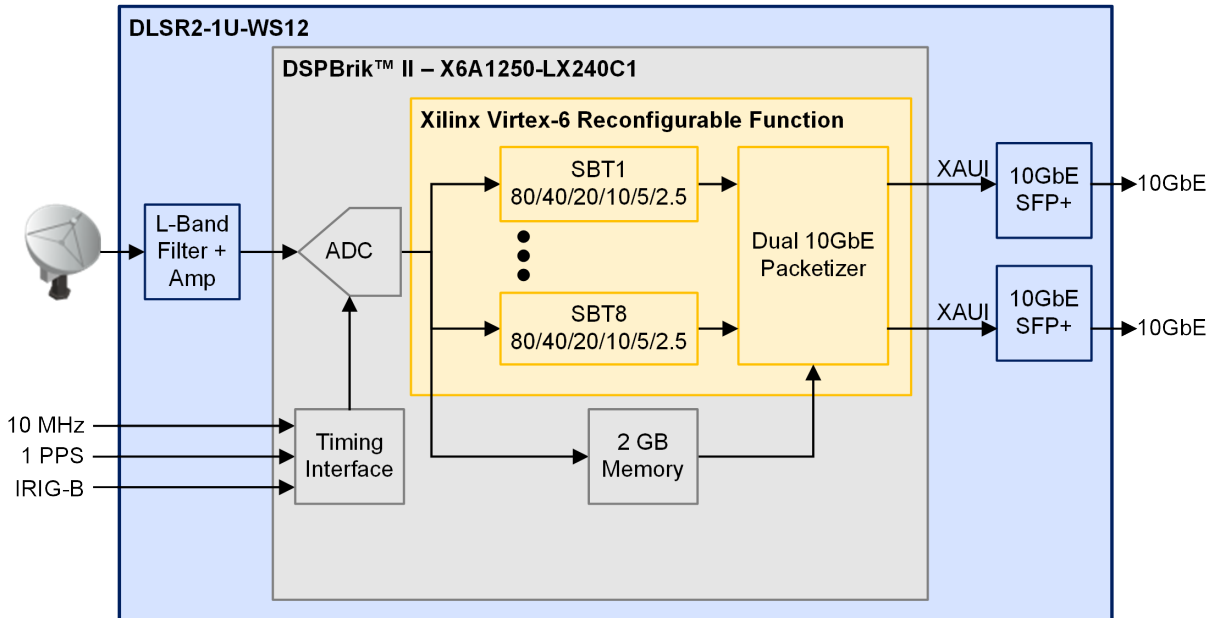 DLSR2-1U-WS12
DSPBrik™ II – X6A1250-LX240C1
Xilinx Virtex-6 Reconfigurable Function
SBT1
80/40/20/10/5/2.5
XAUI
10GbE
SFP+
10GbE
L-Band
Filter +
Amp
ADC
Dual 10GbE
Packetizer
SBT8
80/40/20/10/5/2.5
XAUI
10GbE
SFP+
10GbE
10 MHz
1 PPS
IRIG-B
Timing
Interface
2 GB
Memory